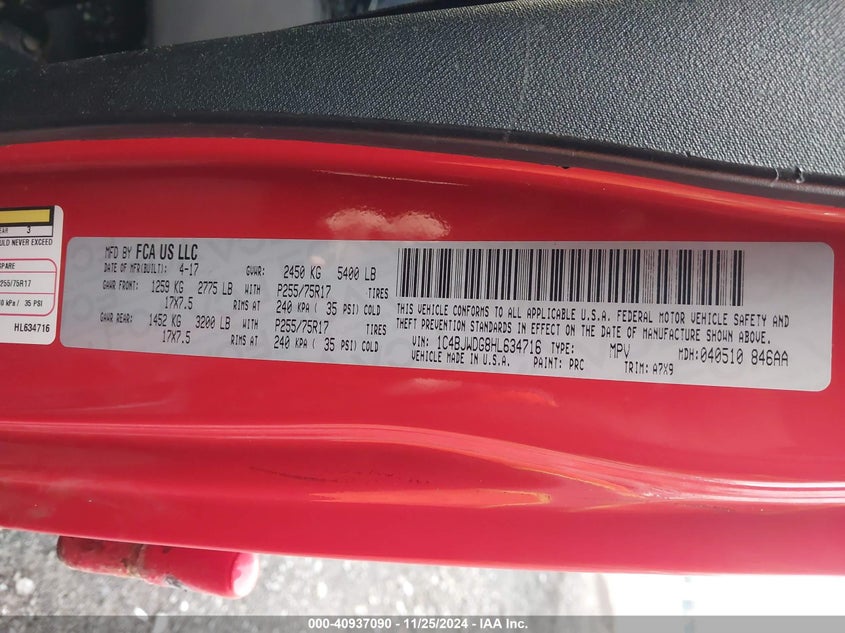 EAR 3
OULD NEVER EXCEED
SPARE
P255/75R17
0 kPa / 35 PSI
HL634716
MFD BY FCA US LLC
DATE OF MFR(BUILT): 4-17 GVWR: 2450 KG 5400 LB
GAWR FRONT: 1259 KG 2775 LB WITH P255/75R17 TIRES
17X7.5 RIMS AT 240 KPA ( 35 PSI) COLD
GAWR REAR: 1452 KG 3200 LB WITH P255/75R17 TIRES
17X7.5 RIMS AT 240 KPA ( 35 PSI) COLD
THIS VEHICLE CONFORMS TO ALL APPLICABLE U.S.A. FEDERAL MOTOR VEHICLE SAFETY AND
THEFT PREVENTION STANDARDS IN EFFECT ON THE DATE OF MANUFACTURE SHOWN ABOVE.
VIN: 1C4BJWDG8HL634716 TYPE: MPV MDH: 040510 846AA
VEHICLE MADE IN U.S.A. PAINT: PRC TRIM: A7X9
000-40937090 - 11/25/2024 - IAA Inc.